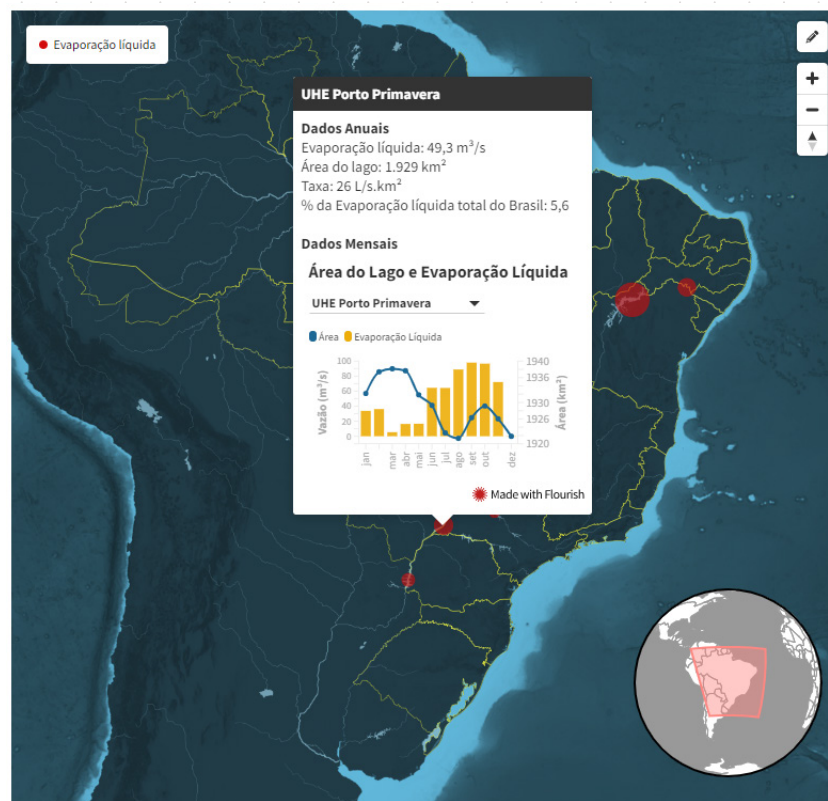 Evaporação líquida
UHE Porto Primavera
Dados Anuais
Evaporação líquida: 49,3 m³/s
Área do lago: 1.929 km²
Taxa: 26 L/s.km²
% da Evaporação líquida total do Brasil: 5,6
Dados Mensais
Área do Lago e Evaporação Líquida
UHE Porto Primavera
Área Evaporação Líquida
Vazão (m³/s)
100
80
60
40
20
0
1940
1936
1930
1926
1920
Área (km²)
jan mar abr mai jun jul ago set out dez
Made with Flourish